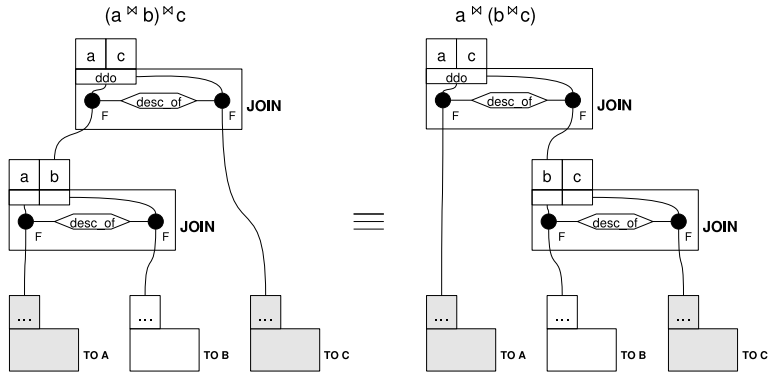 (a ⋈ b) ⋈ c
a ⋈ (b ⋈ c)
a c
ddo
desc_of
F F
JOIN
a b
desc_of
F F
JOIN
...
TO A
...
TO B
...
TO C
≡
a c
ddo
desc_of
F F
JOIN
b c
desc_of
F F
JOIN
...
TO A
...
TO B
...
TO C